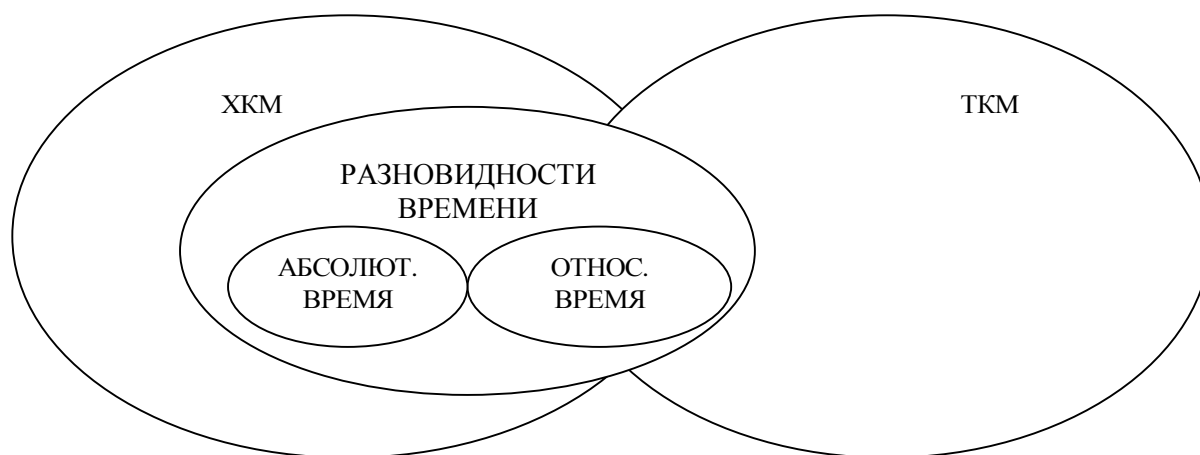 ХКМ
ТКМ
РАЗНОВИДНОСТИ
ВРЕМЕНИ
АБСОЛЮТ.
ВРЕМЯ
ОТНОС.
ВРЕМЯ